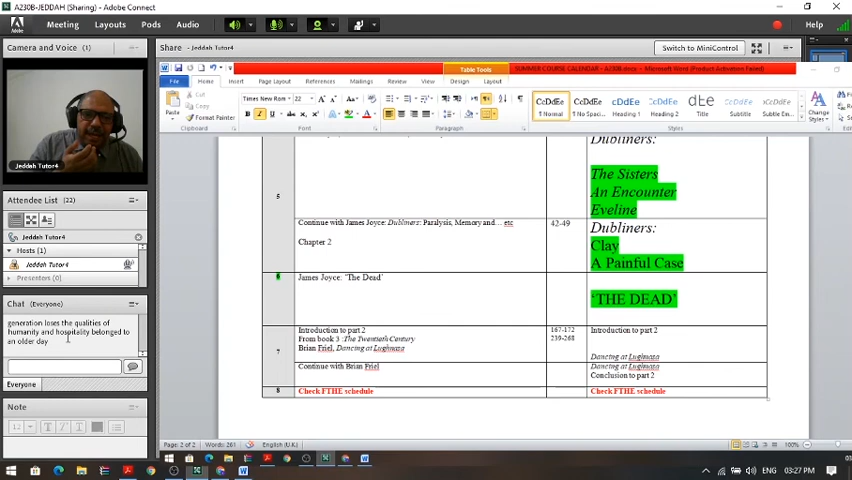 A230B-JEDDAH (Sharing) - Adobe Connect
Meeting Layouts Pods Audio Help
Camera and Voice (1)
Jeddah Tutor4
Attendee List (22)
Jeddah Tutor4
Hosts (1)
Jeddah Tutor4
Presenters (0)
Chat (Everyone)
generation loses the qualities of
humanity and hospitality belonged to
an older day
Everyone
Note
12
Share - Jeddah Tutor4
Switch to MiniControl
Table Tools
SUMMER COURSE CALENDAR - A230B.docx - Microsoft Word (Product Activation Failed)
File Home Insert Page Layout References Mailings Review View Design Layout
Paste
Cut
Copy
Format Painter
Clipboard
Times New Rom 22
Font
Paragraph
Normal
No Spac...
Heading 1
Heading 2
Title
Subtitle
Subtle Em...
Styles
Change
Styles
Dubliners:
The Sisters
An Encounter
Eveline
5
Continue with James Joyce: Dubliners: Paralysis, Memory and... etc
Chapter 2
42-49
Dubliners:
Clay
A Painful Case
6
James Joyce: 'The Dead'
'THE DEAD'
7
Introduction to part 2
From book 3 :The Twentieth Century
Brian Friel, Dancing at Lughnasa
167-172
239-268
Introduction to part 2
Dancing at Lughnasa
Continue with Brian Friel
Dancing at Lughnasa
Conclusion to part 2
8
Check FTHE schedule
Check FTHE schedule
Page: 2 of 2 Words: 261 English (U.K.) 100%
ENG 03:27 PM